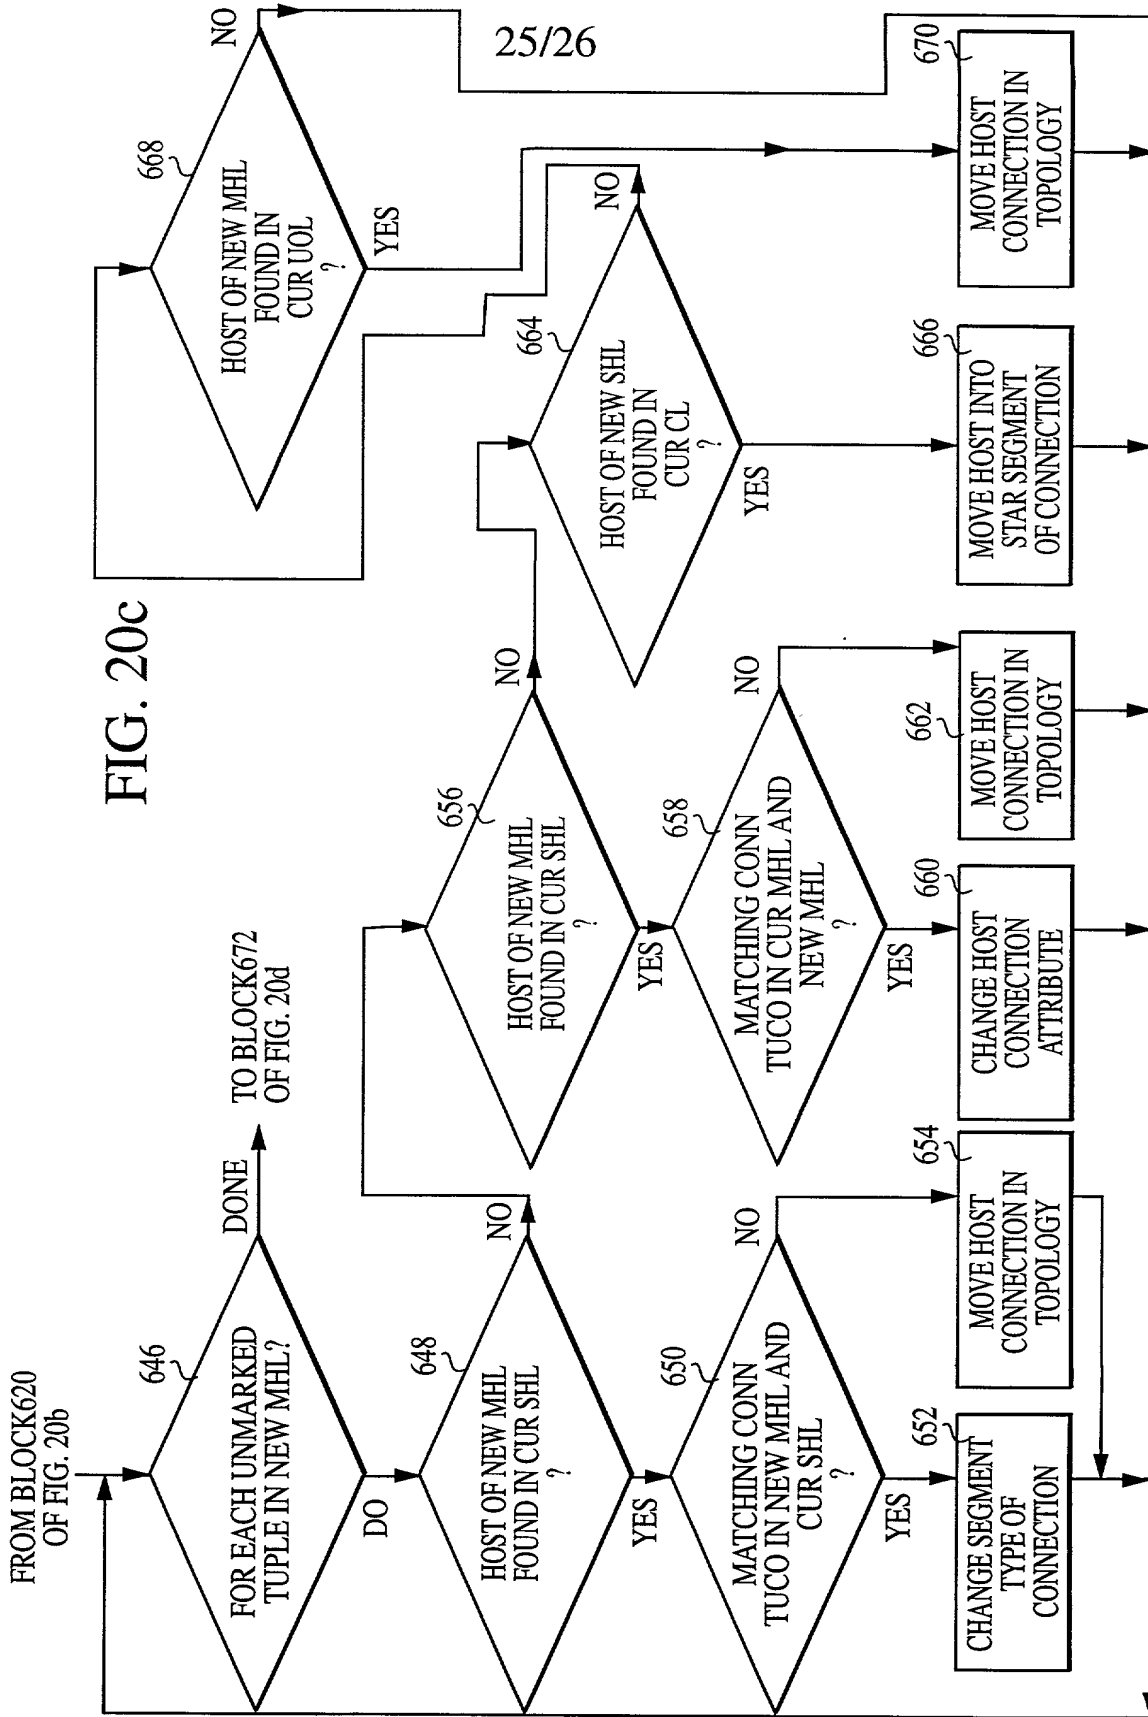 25/26
FIG. 20c
FROM BLOCK620
OF FIG. 20b
646
FOR EACH UNMARKED
TUPLE IN NEW MHL?
DONE
TO BLOCK672
OF FIG. 20d
DO
648
HOST OF NEW MHL
FOUND IN CUR SHL
?
NO
YES
650
MATCHING CONN
TUCO IN NEW MHL AND
CUR SHL
?
NO
YES
652
CHANGE SEGMENT
TYPE OF
CONNECTION
654
MOVE HOST
CONNECTION IN
TOPOLOGY
656
HOST OF NEW MHL
FOUND IN CUR SHL
?
NO
YES
658
MATCHING CONN
TUCO IN CUR MHL AND
NEW MHL
?
NO
YES
660
CHANGE HOST
CONNECTION
ATTRIBUTE
662
MOVE HOST
CONNECTION IN
TOPOLOGY
664
HOST OF NEW SHL
FOUND IN
CUR CL
?
NO
YES
666
MOVE HOST INTO
STAR SEGMENT
OF CONNECTION
668
HOST OF NEW MHL
FOUND IN
CUR UOL
?
NO
YES
670
MOVE HOST
CONNECTION IN
TOPOLOGY